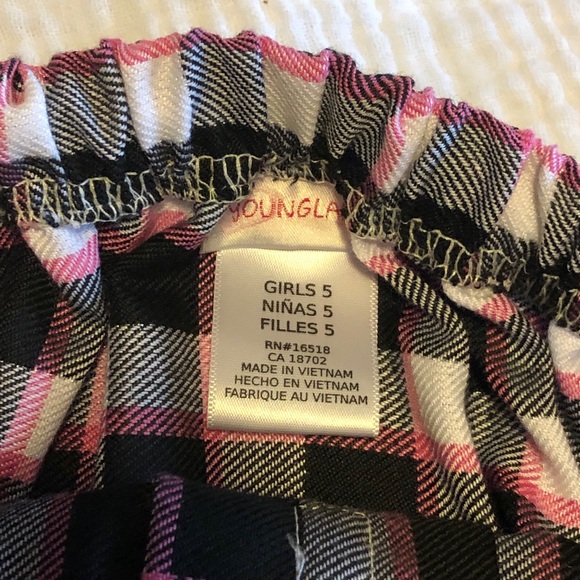 YOUNGLA
GIRLS 5
NIÑAS 5
FILLES 5
RN#16518
CA 18702
MADE IN VIETNAM
HECHO EN VIETNAM
FABRIQUE AU VIETNAM